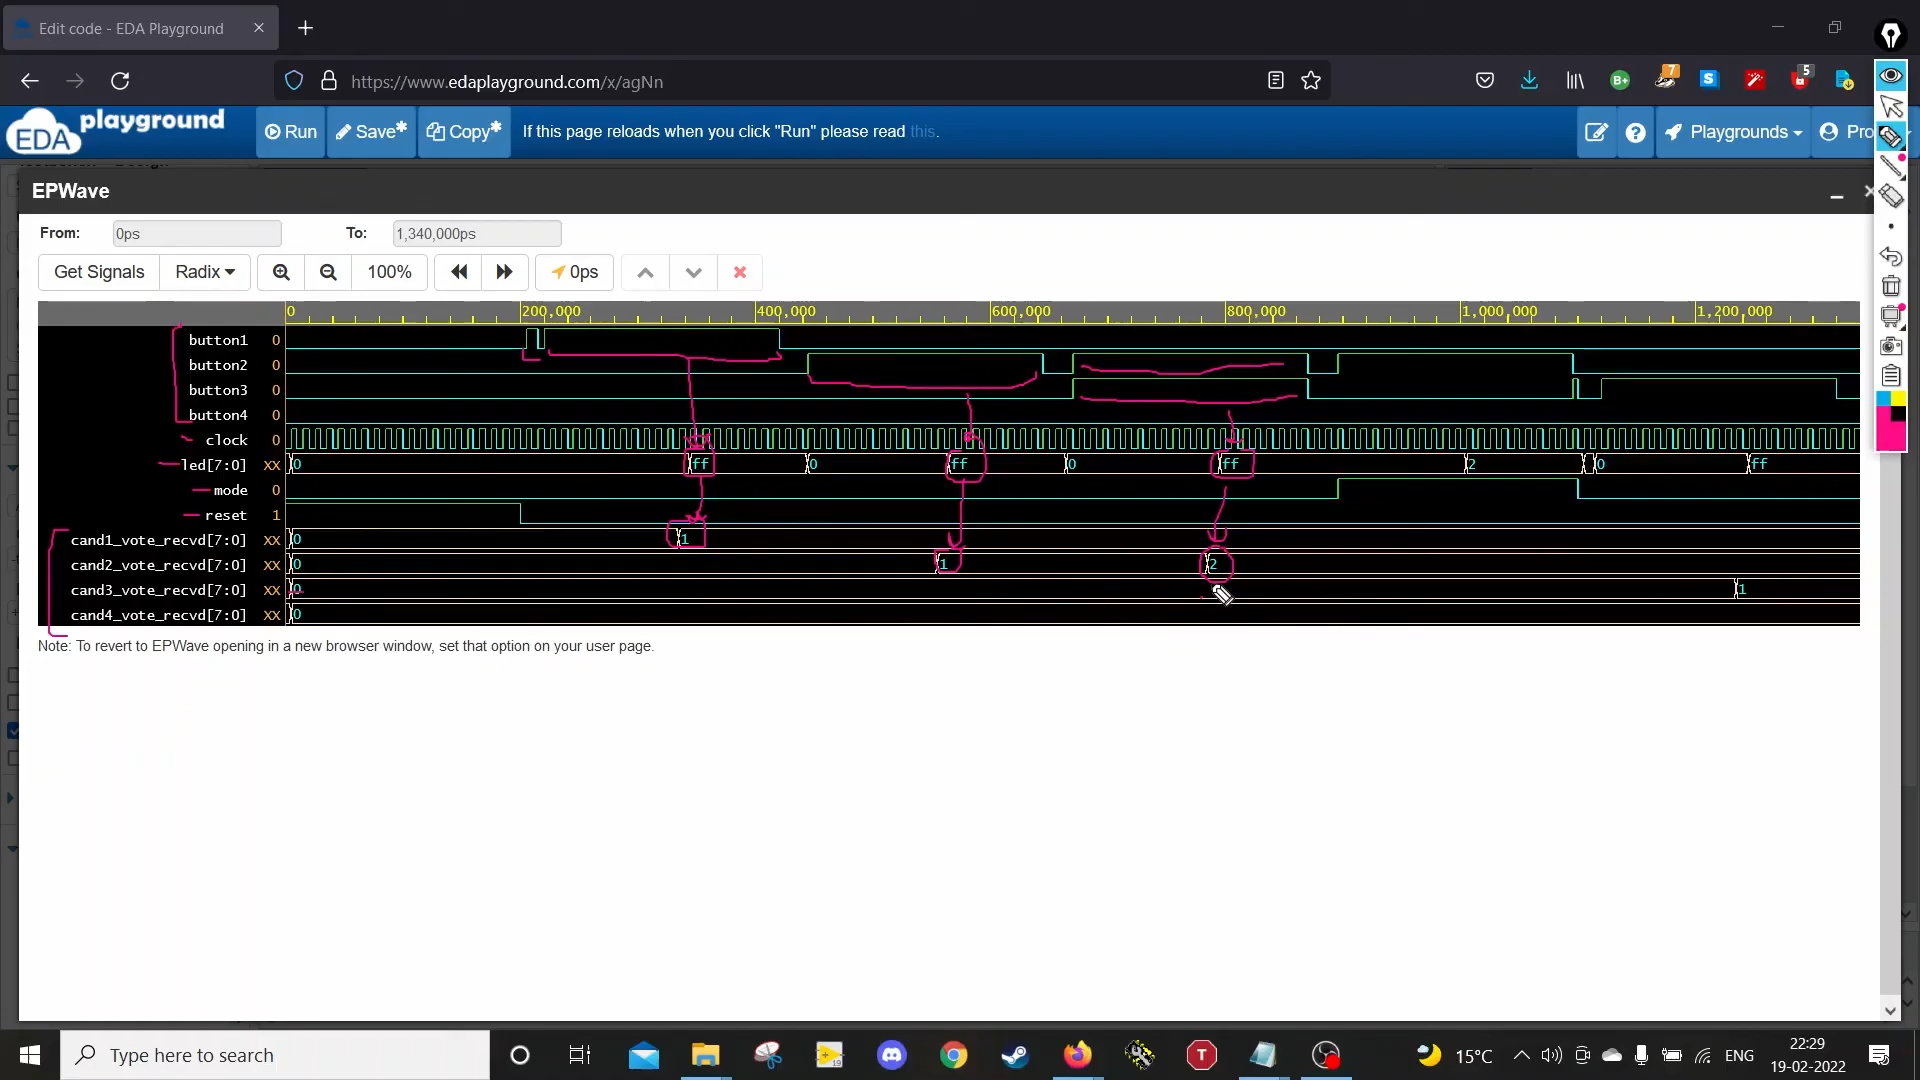 Edit code - EDA Playground
https://www.edaplayground.com/x/agNn
B+
7
S
5
EDA playground
Run
Save*
Copy*
If this page reloads when you click "Run" please read this.
Playgrounds
Pro
EPWave
From: 0ps To: 1,340,000ps
Get Signals
Radix
100%
0ps
0 200,000 400,000 600,000 800,000 1,000,000 1,200,000
button1 0
button2 0
button3 0
button4 0
clock 0
led[7:0] XX 0 ff 0 ff 0 ff 2 0 ff
mode 0
reset 1
cand1_vote_recvd[7:0] XX 0 1
cand2_vote_recvd[7:0] XX 0 1 2
cand3_vote_recvd[7:0] XX 0 1
cand4_vote_recvd[7:0] XX 0
Note: To revert to EPWave opening in a new browser window, set that option on your user page.
Type here to search
T
15°C
ENG
22:29
19-02-2022